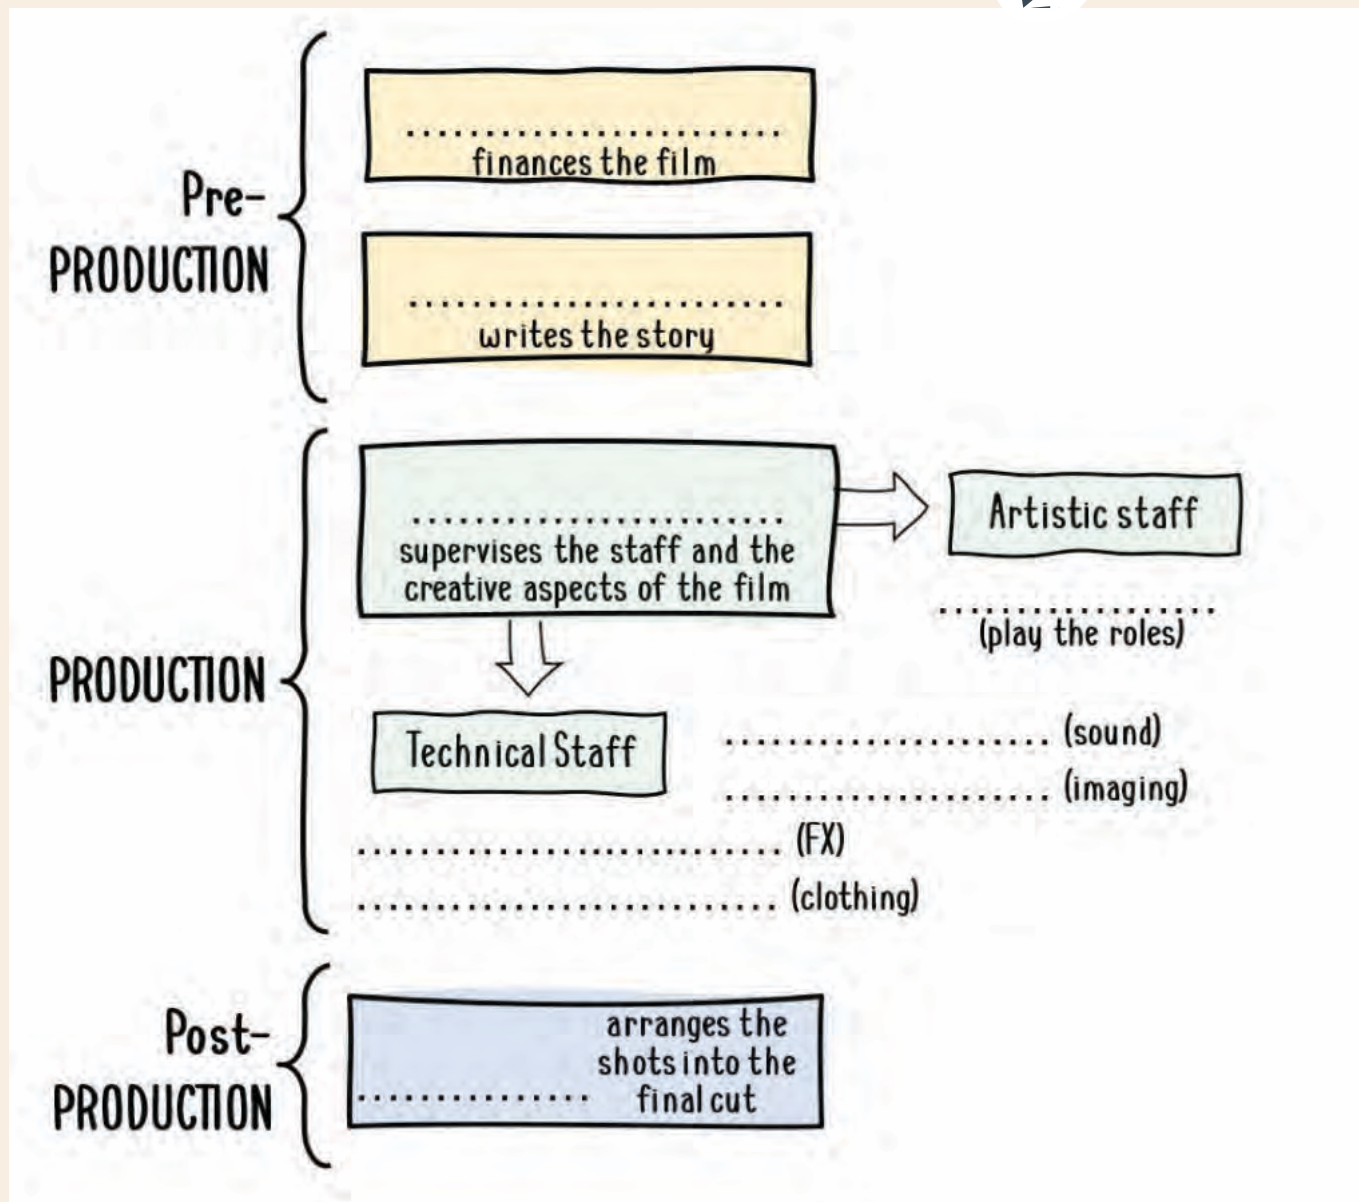 Pre-
PRODUCTION
........................
finances the film
........................
writes the story
PRODUCTION
........................
supervises the staff and the
creative aspects of the film
Artistic staff
..................
(play the roles)
Technical Staff
..................... (sound)
..................... (imaging)
........................... (FX)
........................... (clothing)
Post-
PRODUCTION
arranges the
shots into the
............... final cut